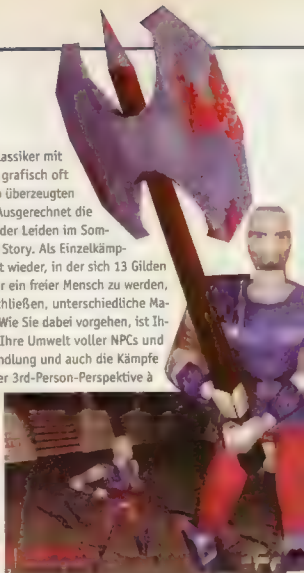 lassiker mit
grafisch oft
überzeugten
Ausgerechnet die
der Leiden im Som-
Story. Als Einzelkämp-
t wieder, in der sich 13 Gilden
r ein freier Mensch zu werden,
chließen, unterschiedliche Ma-
Wie Sie dabei vorgehen, ist Ih-
Ihre Umwelt voller NPCs und
ndlung und auch die Kämpfe
er 3rd-Person-Perspektive à